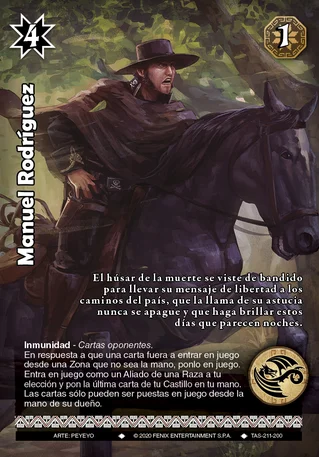 4
1
Manuel Rodríguez
El húsar de la muerte se viste de bandido
para llevar su mensaje de libertad a los
caminos del país, que la llama de su astucia
nunca se apague y que haga brillar estos
días que parecen noches.
Inmunidad - Cartas oponentes.
En respuesta a que una carta fuera a entrar en juego
desde una Zona que no sea la mano, ponlo en juego.
Entra en juego como un Aliado de una Raza a tu
elección y pon la última carta de tu Castillo en tu mano.
Las cartas sólo pueden ser puestas en juego desde la
mano de su dueño.
ARTE: PEYEYO
© 2020 FENIX ENTERTAINMENT S.P.A.
TAS-211-200